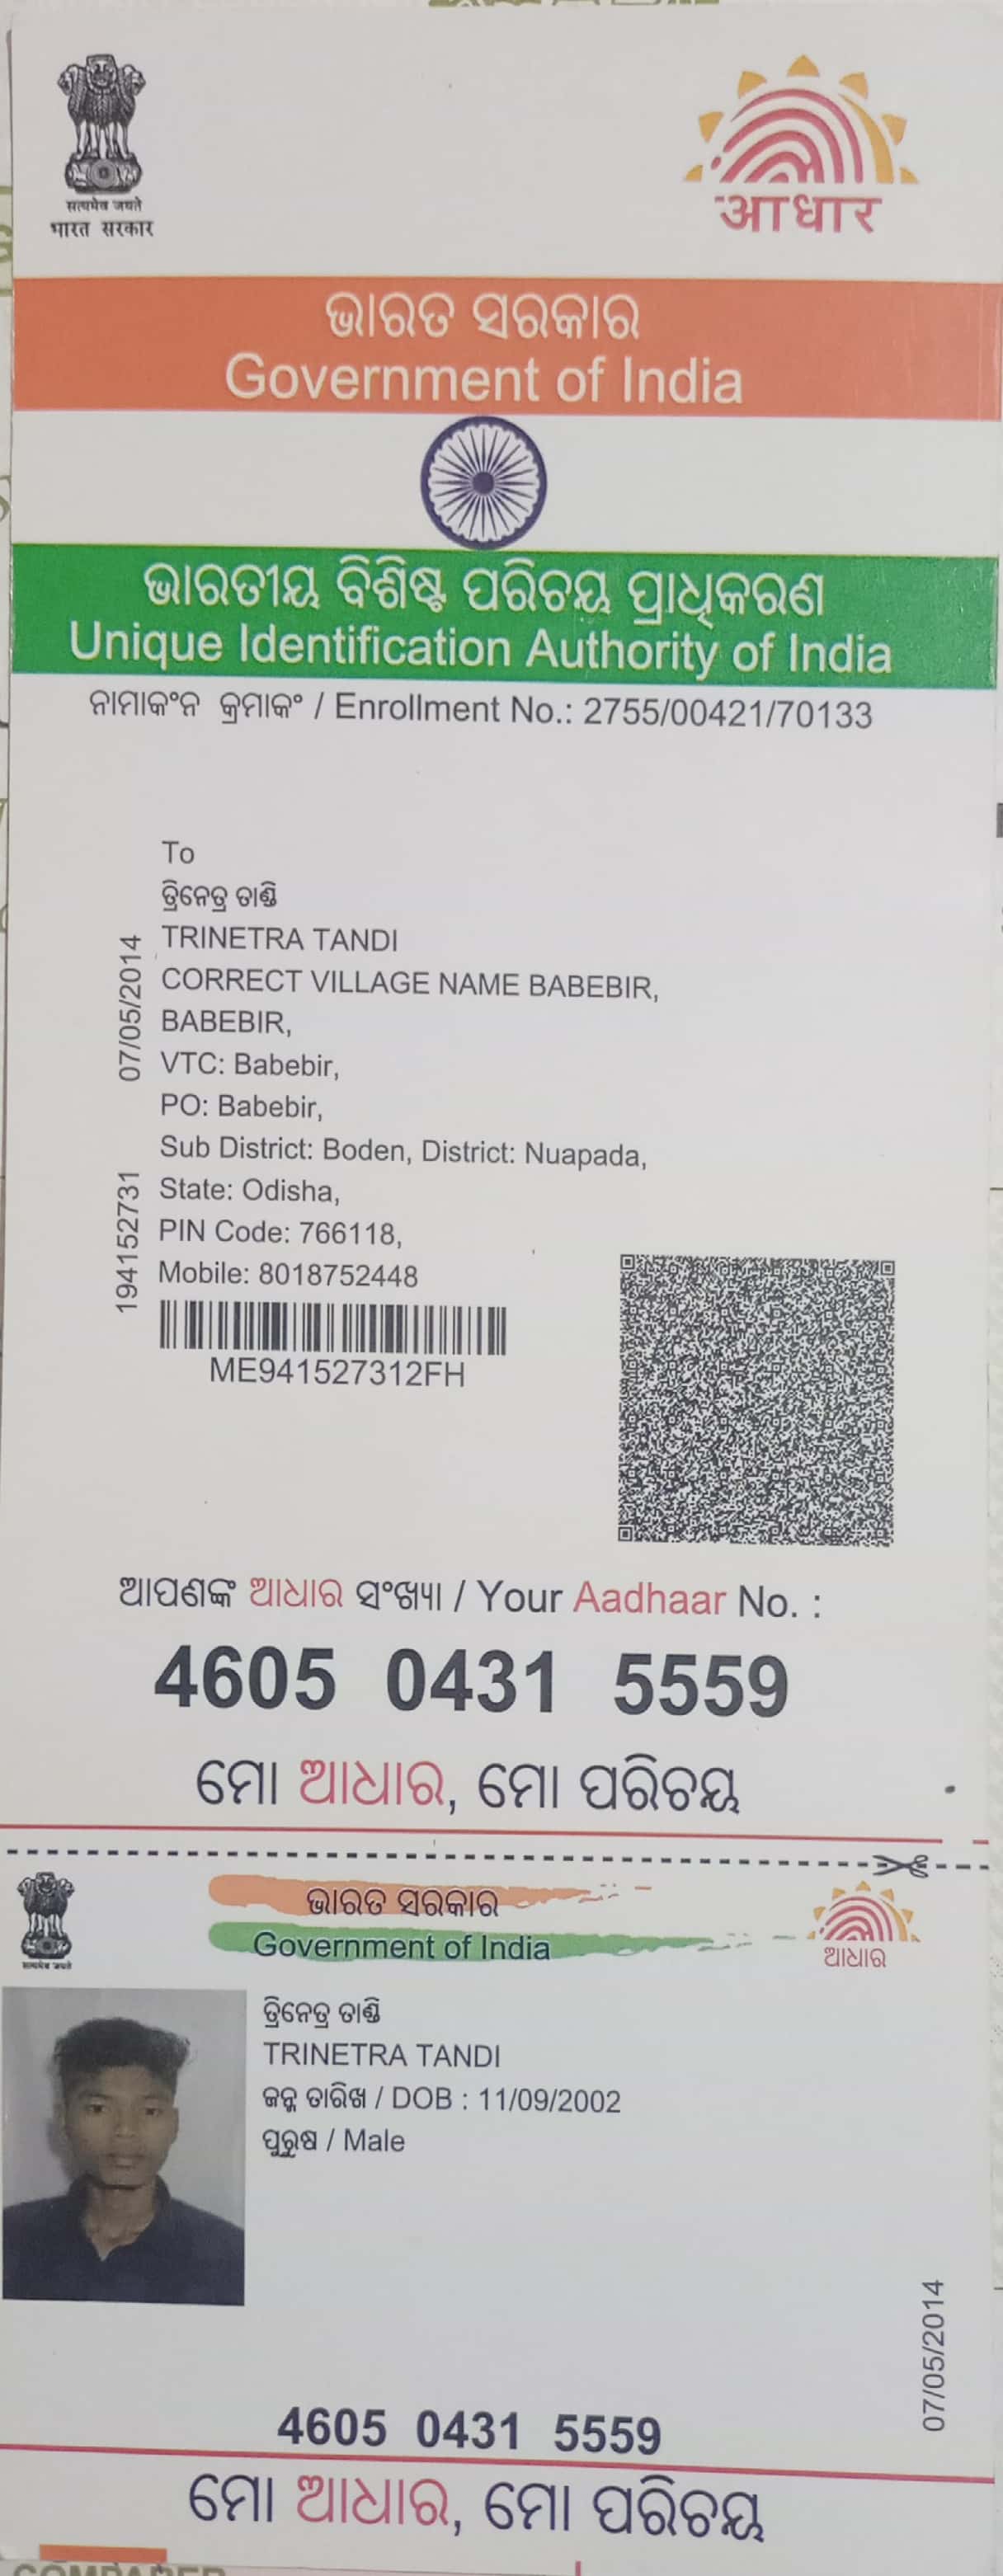 सत्यमेव जयते
भारत सरकार
आधार
ଭାରତ ସରକାର
Government of India
ଭାରତୀୟ ବିଶିଷ୍ଟ ପରିଚୟ ପ୍ରାଧିକରଣ
Unique Identification Authority of India
ନାମାକଂନ କ୍ରମାକଂ / Enrollment No.: 2755/00421/70133
To
ତ୍ରିନେତ୍ର ତାଣ୍ଡି
TRINETRA TANDI
CORRECT VILLAGE NAME BABEBIR,
BABEBIR,
VTC: Babebir,
PO: Babebir,
Sub District: Boden, District: Nuapada,
State: Odisha,
PIN Code: 766118,
Mobile: 8018752448
07/05/2014
194152731
ME941527312FH
ଆପଣଙ୍କ ଆଧାର ସଂଖ୍ୟା / Your Aadhaar No. :
4605 0431 5559
ମୋ ଆଧାର, ମୋ ପରିଚୟ
ଭାରତ ସରକାର
Government of India
ଆଧାର
सत्यमेव जयते
ତ୍ରିନେତ୍ର ତାଣ୍ଡି
TRINETRA TANDI
ଜନ୍ମ ତାରିଖ / DOB : 11/09/2002
ପୁରୁଷ / Male
07/05/2014
4605 0431 5559
ମୋ ଆଧାର, ମୋ ପରିଚୟ